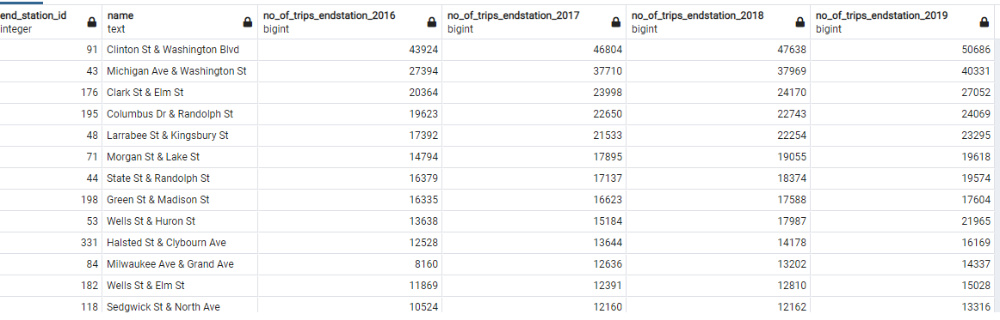 end_station_id name no_of_trips_endstation_2016 no_of_trips_endstation_2017 no_of_trips_endstation_2018 no_of_trips_endstation_2019
integer text bigint bigint bigint bigint
91 Clinton St & Washington Blvd 43924 46804 47638 50686
43 Michigan Ave & Washington St 27394 37710 37969 40331
176 Clark St & Elm St 20364 23998 24170 27052
195 Columbus Dr & Randolph St 19623 22650 22743 24069
48 Larrabee St & Kingsbury St 17392 21533 22254 23295
71 Morgan St & Lake St 14794 17895 19055 19618
44 State St & Randolph St 16379 17137 18374 19574
198 Green St & Madison St 16335 16623 17588 17604
53 Wells St & Huron St 13638 15184 17987 21965
331 Halsted St & Clybourn Ave 12528 13644 14178 16169
84 Milwaukee Ave & Grand Ave 8160 12636 13202 14337
182 Wells St & Elm St 11869 12391 12810 15028
118 Sedgwick St & North Ave 10524 12160 12162 13316